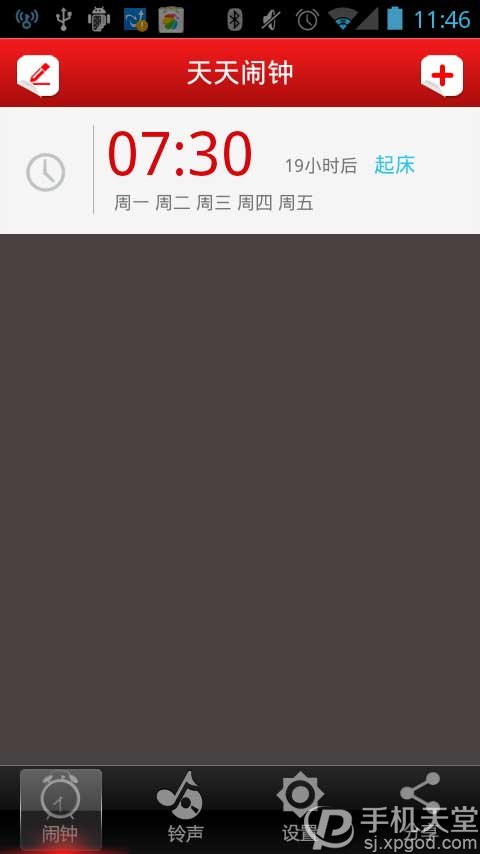 11:46
天天闹钟
07:30
19小时后 起床
周一 周二 周三 周四 周五
闹钟 铃声 设置 分享
手机天堂
sj.xpgod.com